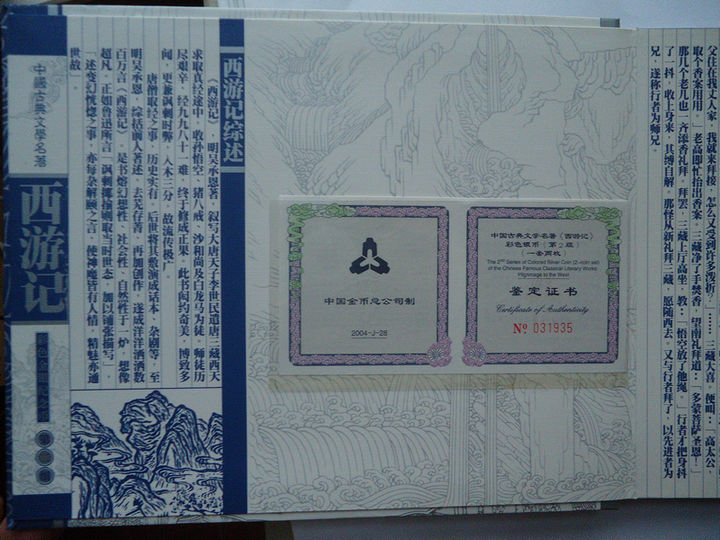 中國古典文學名著
西游记
西游记综述
《西游记》，明吴承恩著，叙写大唐天子李世民遣唐三藏西天
求取真经途中，收孙悟空、猪八戒、沙和尚及白龙马为徒，师徒历
尽艰辛，经九九八十一难，终于修成正果。此书闳约奇美，博致多
闻，更兼讽刺时弊，入木三分，故流传极广。
唐僧取经之事，历史实有，后世将其敷演成话本、杂剧等，至
明吴承恩，综括前人著述，去芜存菁，再创作，遂成洋洋洒洒数
百万言《西游记》，是书熔幻想性、社会性、自然性于一炉，想像
超凡，正如鲁迅所言“讽刺揶揄则取当时世态，加以铺张描写”，
“述变幻恍惚之事，亦每杂解颐之言，使神魔皆有人情，精魅亦通
世故。”
中国金币总公司制
2004-J-28
中国古典文学名著《西游记》
彩色银币（第2组）
（一套两枚）
The 2nd Series of Colored Silver Coin (2-coin set)
of the Chinese Famous Classical Literary Works
Pilgrimage to the West
鉴定证书
Certificate of Authenticity
No 031935
父住在我丈人家，我就来拜接，怎么又受到许多泼折？……三藏大喜。便叫：“高太公，
取个香案用用。”老高即忙抬出香案。三藏净了手焚香，望南礼拜道：“多蒙菩萨圣恩！”
那几个老儿也一齐添香礼拜。拜罢，三藏上厅高坐，教：“悟空放了他绳。”行者才把身抖
了一抖，收上身来，其缚自解。那怪从新礼拜三藏，愿随西去。又与行者拜了，以先进者为
兄，遂称行者为师兄。